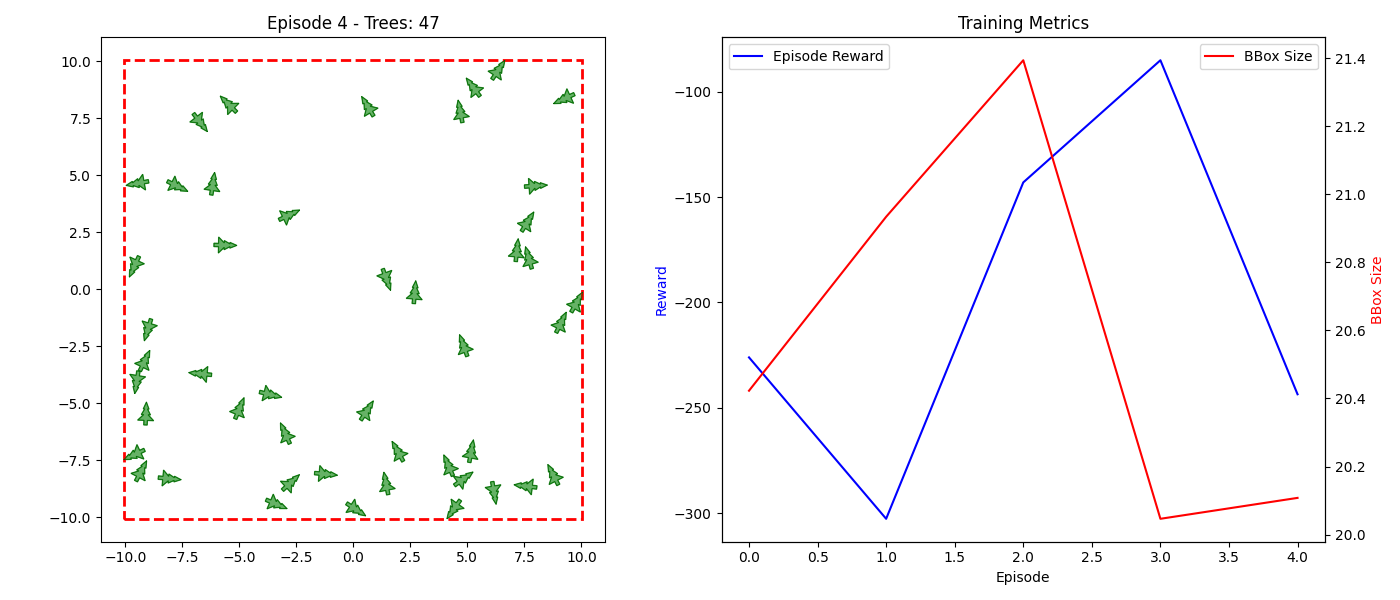 Episode 4 - Trees: 47
10.0
7.5
5.0
2.5
0.0
−2.5
−5.0
−7.5
−10.0
−10.0 −7.5 −5.0 −2.5 0.0 2.5 5.0 7.5 10.0
Training Metrics
Episode Reward
BBox Size
Reward
−100
−150
−200
−250
−300
0.0 0.5 1.0 1.5 2.0 2.5 3.0 3.5 4.0
Episode
21.4
21.2
21.0
20.8
20.6
20.4
20.2
20.0
BBox Size